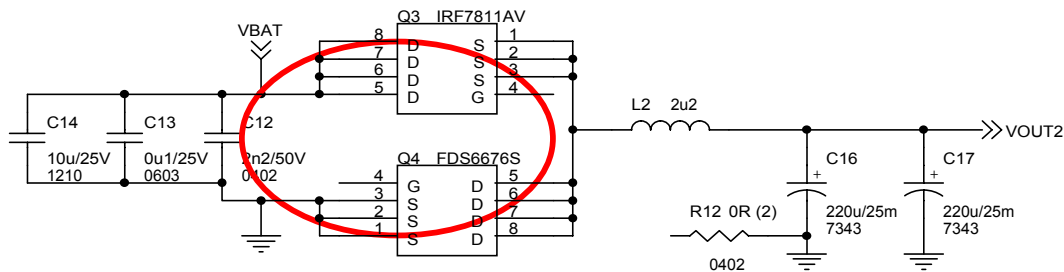 Q3 IRF7811AV
VBAT
8 D S 1
7 D S 2
6 D S 3
5 D G 4
C14
10u/25V
1210
C13
0u1/25V
0603
C12
2n2/50V
0402
L2 2u2
VOUT2
Q4 FDS6676S
4 G D 5
3 S D 6
2 S D 7
1 S D 8
C16
+
220u/25m
7343
C17
+
220u/25m
7343
R12 0R (2)
0402